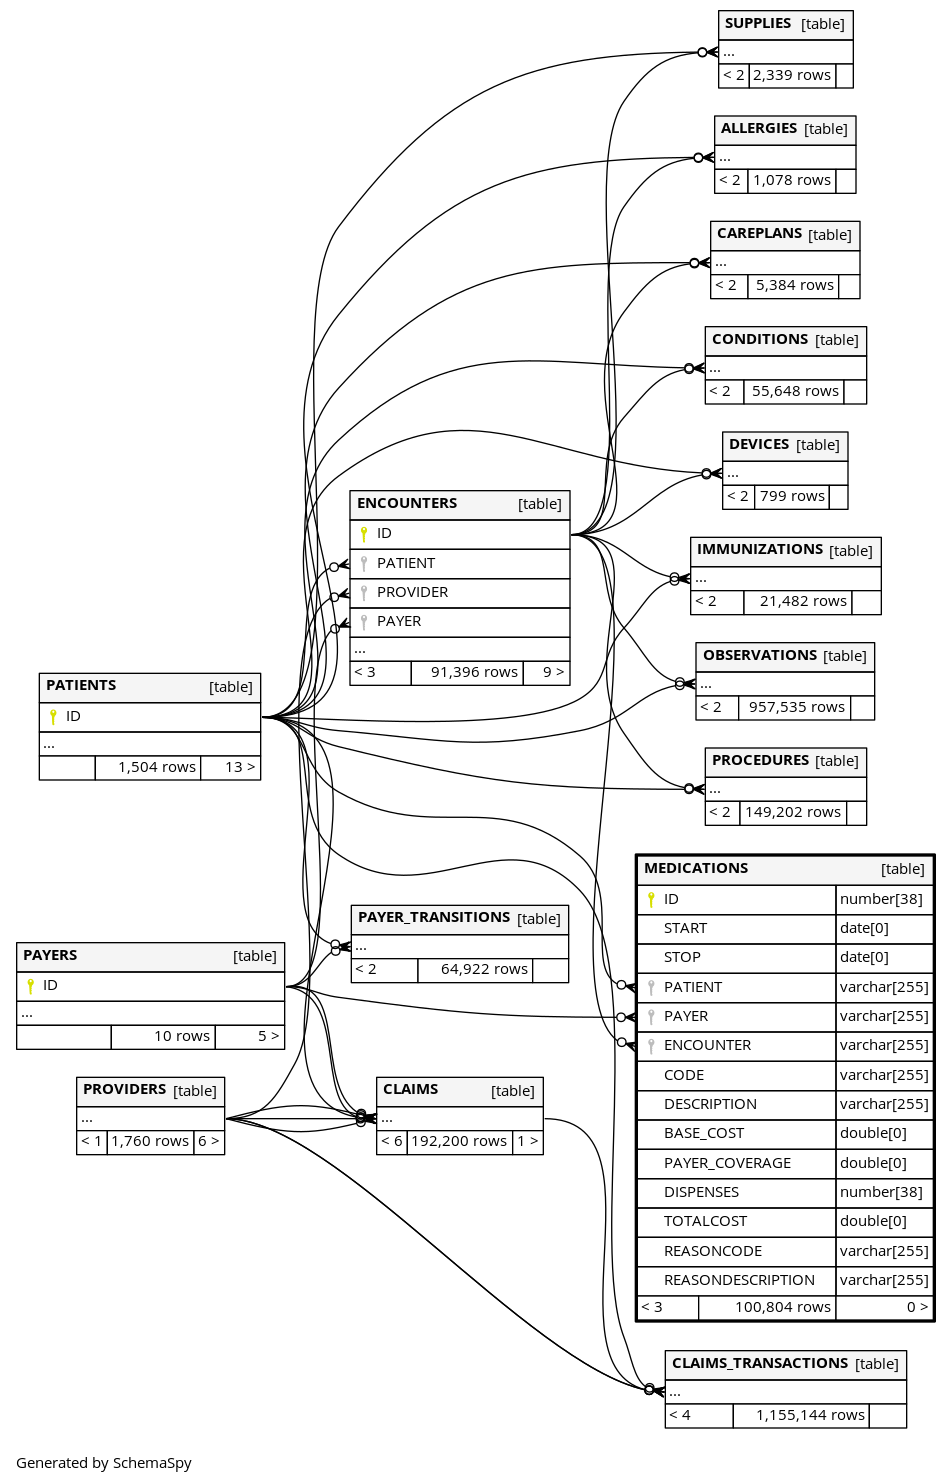 SUPPLIES [table]
...
< 2 2,339 rows
ALLERGIES [table]
...
< 2 1,078 rows
CAREPLANS [table]
...
< 2 5,384 rows
CONDITIONS [table]
...
< 2 55,648 rows
DEVICES [table]
...
< 2 799 rows
ENCOUNTERS [table]
ID
PATIENT
PROVIDER
PAYER
...
< 3 91,396 rows 9 >
IMMUNIZATIONS [table]
...
< 2 21,482 rows
OBSERVATIONS [table]
...
< 2 957,535 rows
PATIENTS [table]
ID
...
1,504 rows 13 >
PROCEDURES [table]
...
< 2 149,202 rows
MEDICATIONS [table]
ID number[38]
START date[0]
STOP date[0]
PATIENT varchar[255]
PAYER varchar[255]
ENCOUNTER varchar[255]
CODE varchar[255]
DESCRIPTION varchar[255]
BASE_COST double[0]
PAYER_COVERAGE double[0]
DISPENSES number[38]
TOTALCOST double[0]
REASONCODE varchar[255]
REASONDESCRIPTION varchar[255]
< 3 100,804 rows 0 >
PAYER_TRANSITIONS [table]
...
< 2 64,922 rows
PAYERS [table]
ID
...
10 rows 5 >
PROVIDERS [table]
...
< 1 1,760 rows 6 >
CLAIMS [table]
...
< 6 192,200 rows 1 >
CLAIMS_TRANSACTIONS [table]
...
< 4 1,155,144 rows
Generated by SchemaSpy